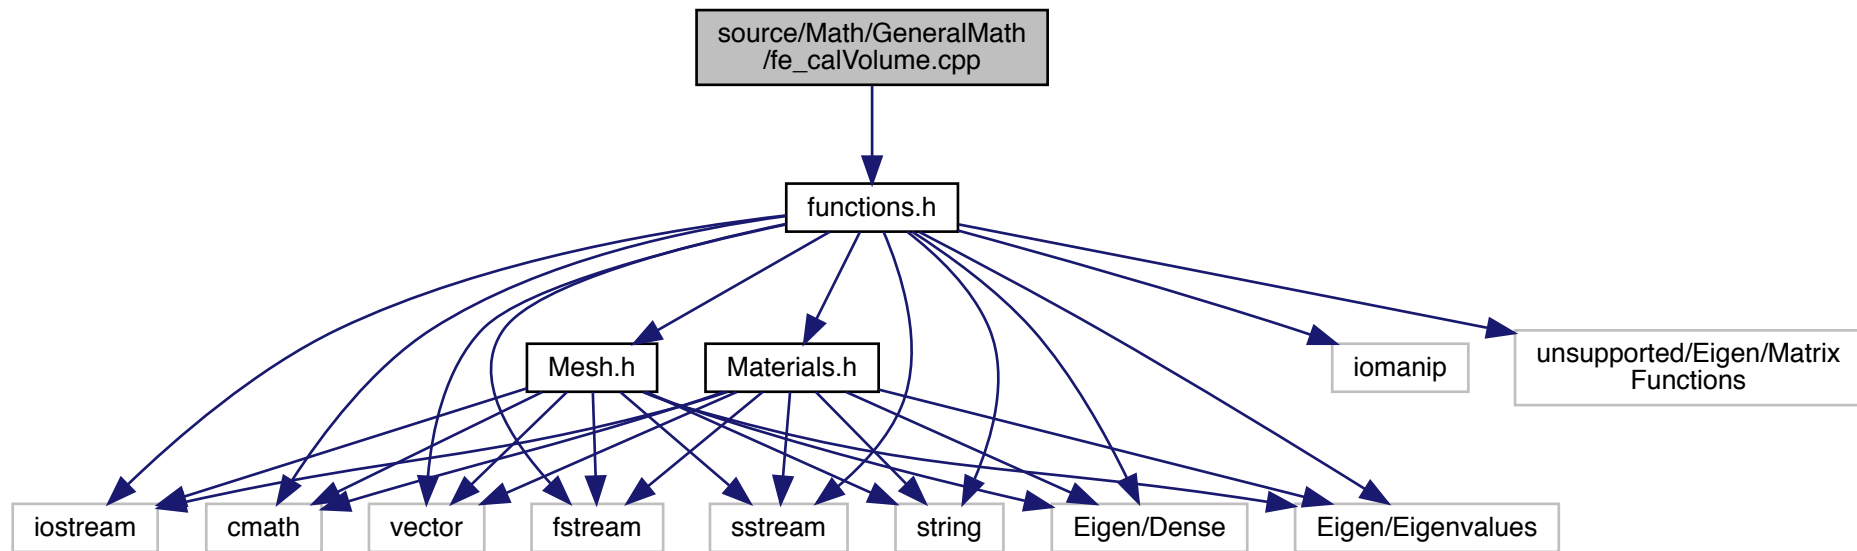 source/Math/GeneralMath
/fe_calVolume.cpp
functions.h
Mesh.h
Materials.h
iomanip
unsupported/Eigen/Matrix
Functions
iostream
cmath
vector
fstream
sstream
string
Eigen/Dense
Eigen/Eigenvalues